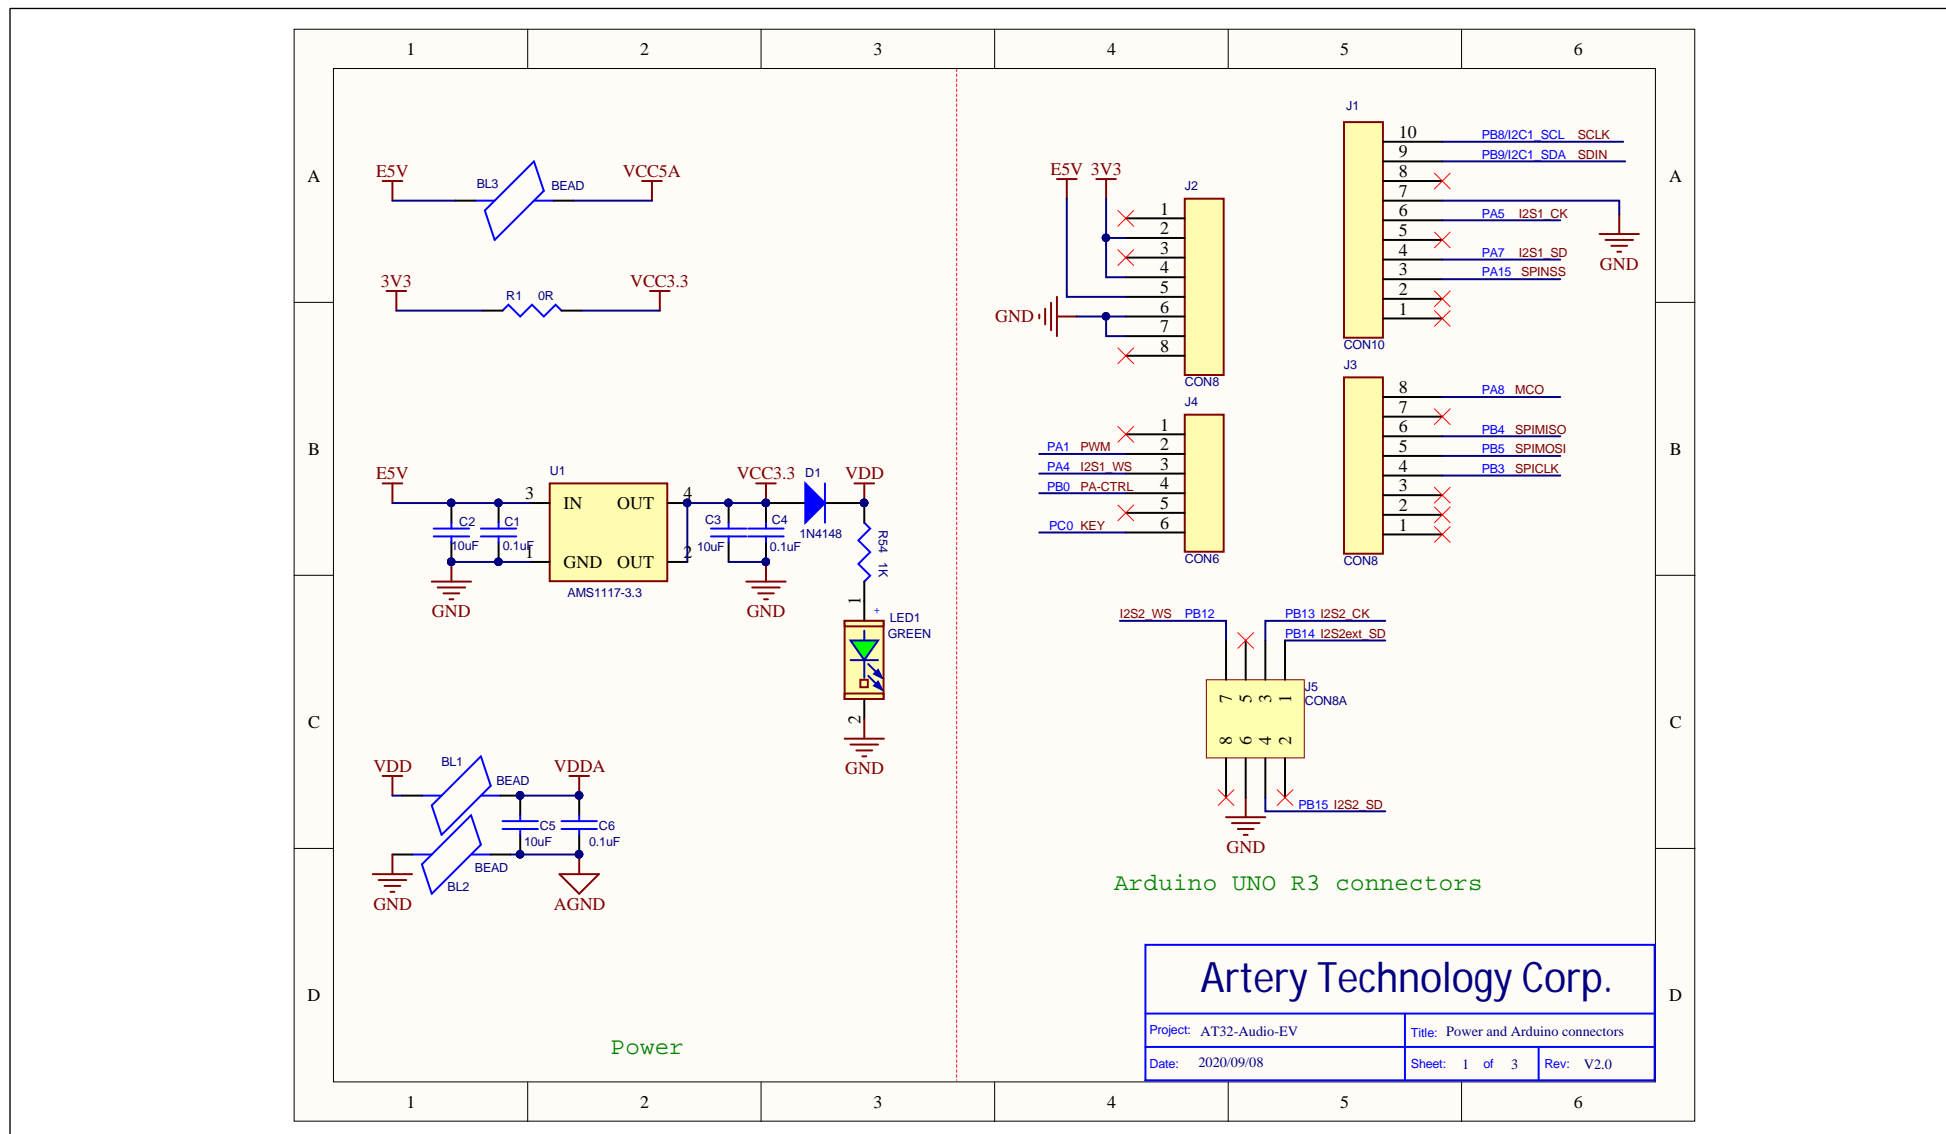 1 2 3 4 5 6
A
B
C
D
A
B
C
D
E5V
BL3 BEAD
VCC5A
3V3
R1 0R
VCC3.3
E5V
U1
3 IN OUT 4
1 GND OUT 2
AMS1117-3.3
C2
10uF
C1
0.1uF
GND
VCC3.3
C3
10uF
C4
0.1uF
GND
D1
1N4148
VDD
R54 1K
1
+
LED1
GREEN
2
GND
VDD
BL1
BEAD
VDDA
C5
10uF
C6
0.1uF
BEAD
BL2
GND
AGND
Power
E5V 3V3
J2
1
2
3
4
5
6
7
8
GND
CON8
J1
10 PB8/I2C1_SCL SCLK
9 PB9/I2C1_SDA SDIN
8
7
6 PA5 I2S1_CK
5
4 PA7 I2S1_SD
3 PA15 SPINSS
2
1
GND
CON10
J4
1
PA1 PWM 2
PA4 I2S1_WS 3
PB0 PA-CTRL 4
5
PC0 KEY 6
CON6
J3
8 PA8 MCO
7
6 PB4 SPIMISO
5 PB5 SPIMOSI
4 PB3 SPICLK
3
2
1
CON8
I2S2_WS PB12
PB13 I2S2_CK
PB14 I2S2ext_SD
J5
CON8A
7 5 3 1
8 6 4 2
PB15 I2S2_SD
GND
Arduino UNO R3 connectors
Artery Technology Corp.
Project: AT32-Audio-EV
Title: Power and Arduino connectors
Date: 2020/09/08
Sheet: 1 of 3
Rev: V2.0
1 2 3 4 5 6